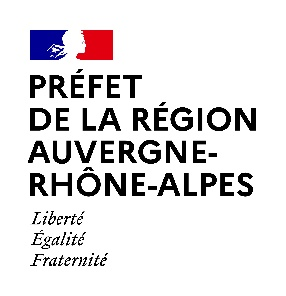 PRÉFET
DE LA RÉGION
AUVERGNE-
RHÔNE-ALPES
Liberté
Égalité
Fraternité